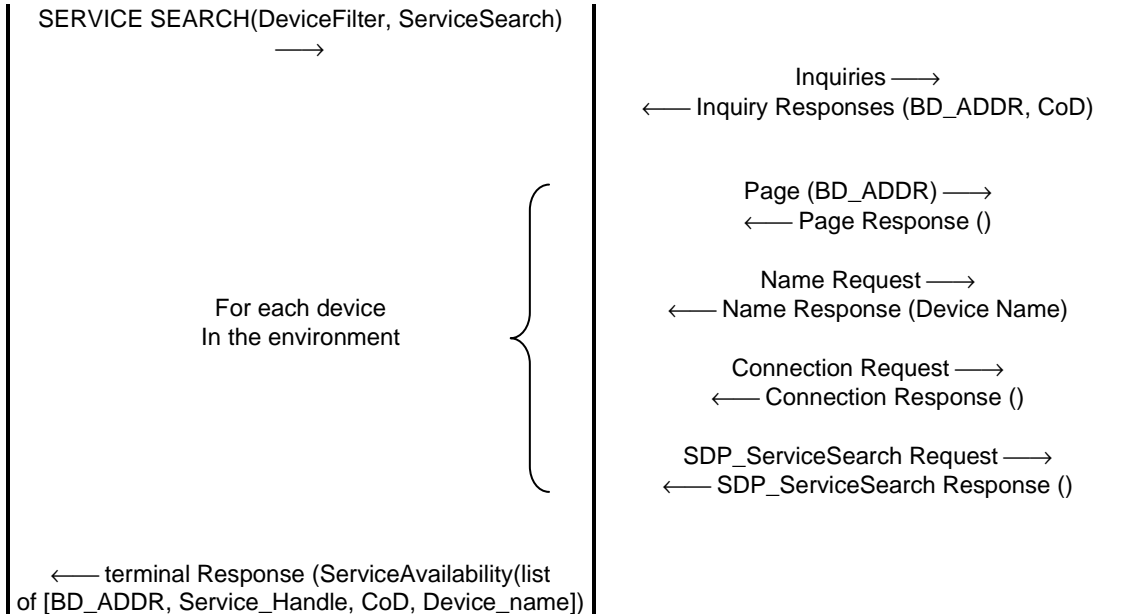 SERVICE SEARCH(DeviceFilter, ServiceSearch)
⟶
Inquiries ⟶
⟵ Inquiry Responses (BD_ADDR, CoD)
Page (BD_ADDR) ⟶
⟵ Page Response ()
Name Request ⟶
⟵ Name Response (Device Name)
For each device
In the environment
Connection Request ⟶
⟵ Connection Response ()
SDP_ServiceSearch Request ⟶
⟵ SDP_ServiceSearch Response ()
⟵ terminal Response (ServiceAvailability(list
of [BD_ADDR, Service_Handle, CoD, Device_name])